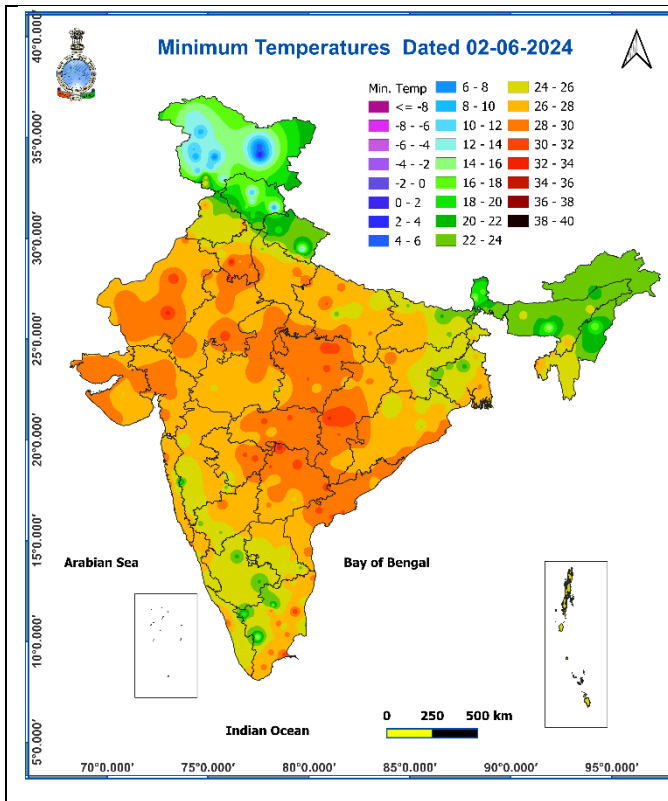 Minimum Temperatures Dated 02-06-2024
Min. Temp
<= -8
-8 - -6
-6 - -4
-4 - -2
-2 - 0
0 - 2
2 - 4
4 - 6
6 - 8
8 - 10
10 - 12
12 - 14
14 - 16
16 - 18
18 - 20
20 - 22
22 - 24
24 - 26
26 - 28
28 - 30
30 - 32
32 - 34
34 - 36
36 - 38
38 - 40
40°0.000'
35°0.000'
30°0.000'
25°0.000'
20°0.000'
15°0.000'
10°0.000'
5°0.000'
Arabian Sea
Bay of Bengal
Indian Ocean
0 250 500 km
70°0.000' 75°0.000' 80°0.000' 85°0.000' 90°0.000' 95°0.000'